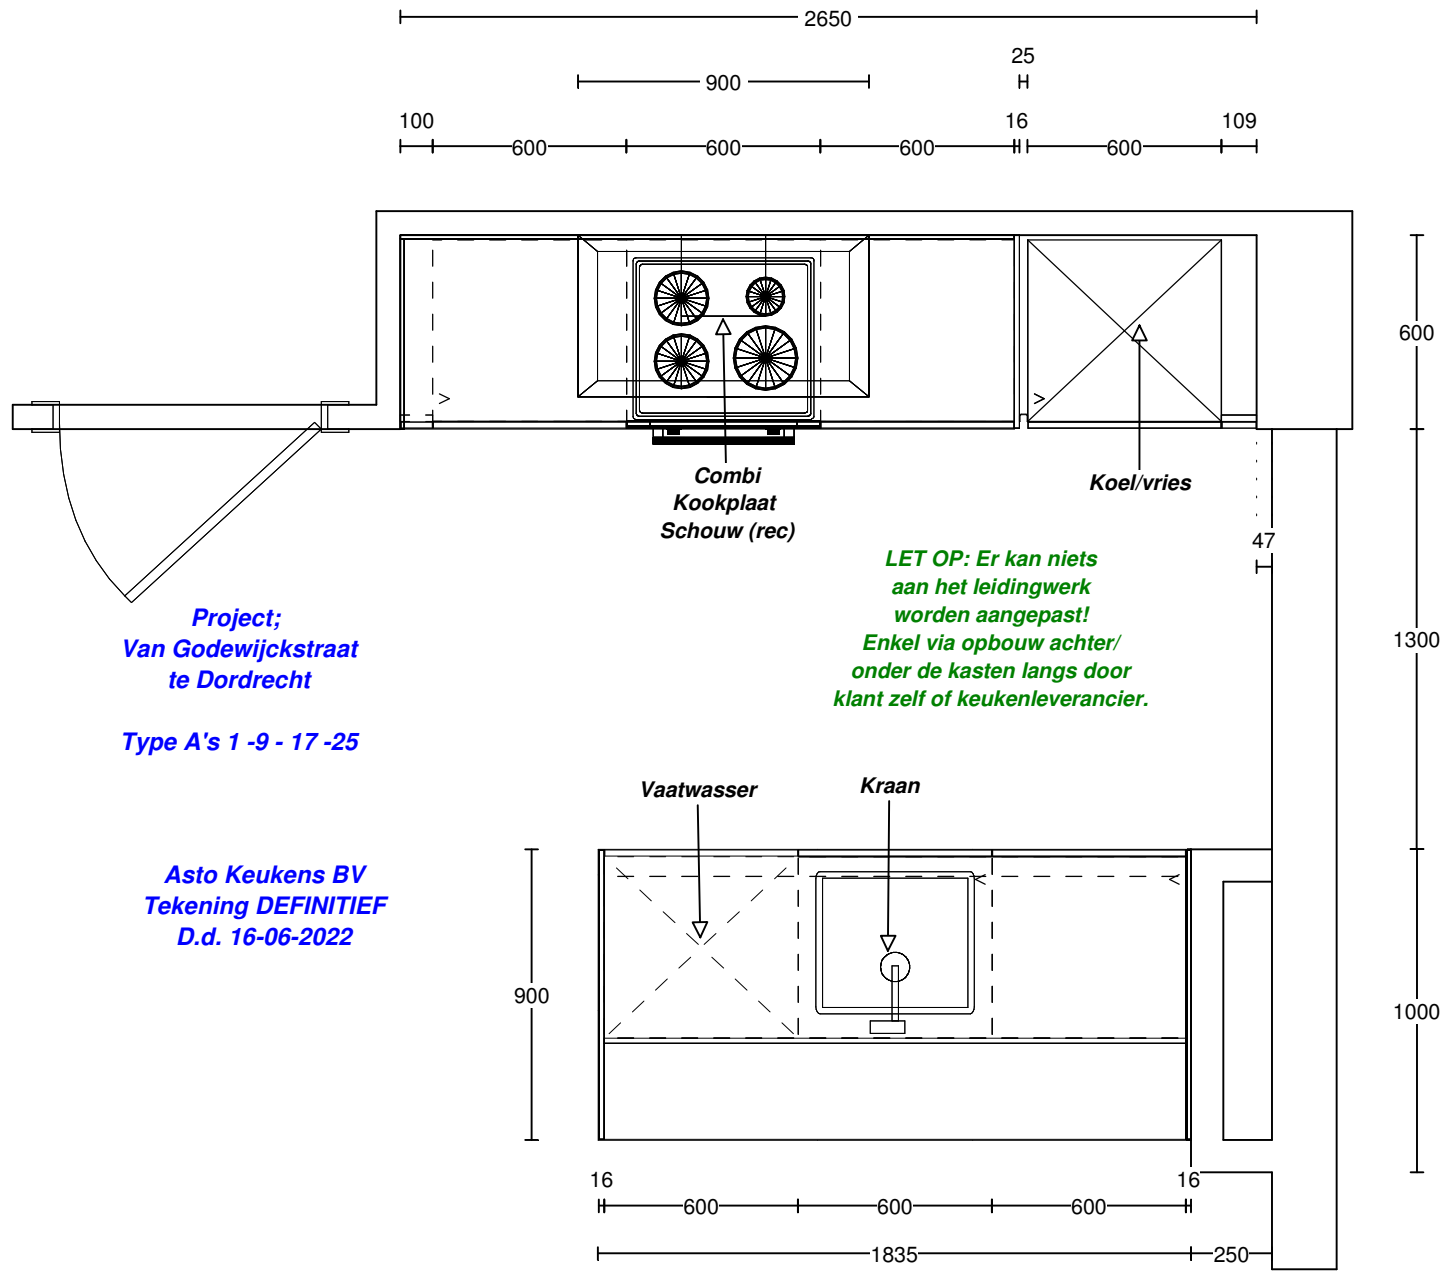 2650
25
900
100
16
109
600
600
600
600
600
Combi
Kookplaat
Schouw (rec)
Koel/vries
47
LET OP: Er kan niets
aan het leidingwerk
worden aangepast!
Enkel via opbouw achter/
onder de kasten langs door
klant zelf of keukenleverancier.
1300
Project;
Van Godewijckstraat
te Dordrecht
Type A's 1 -9 - 17 -25
Vaatwasser
Kraan
Asto Keukens BV
Tekening DEFINITIEF
D.d. 16-06-2022
900
1000
16
16
600
600
600
1835
250